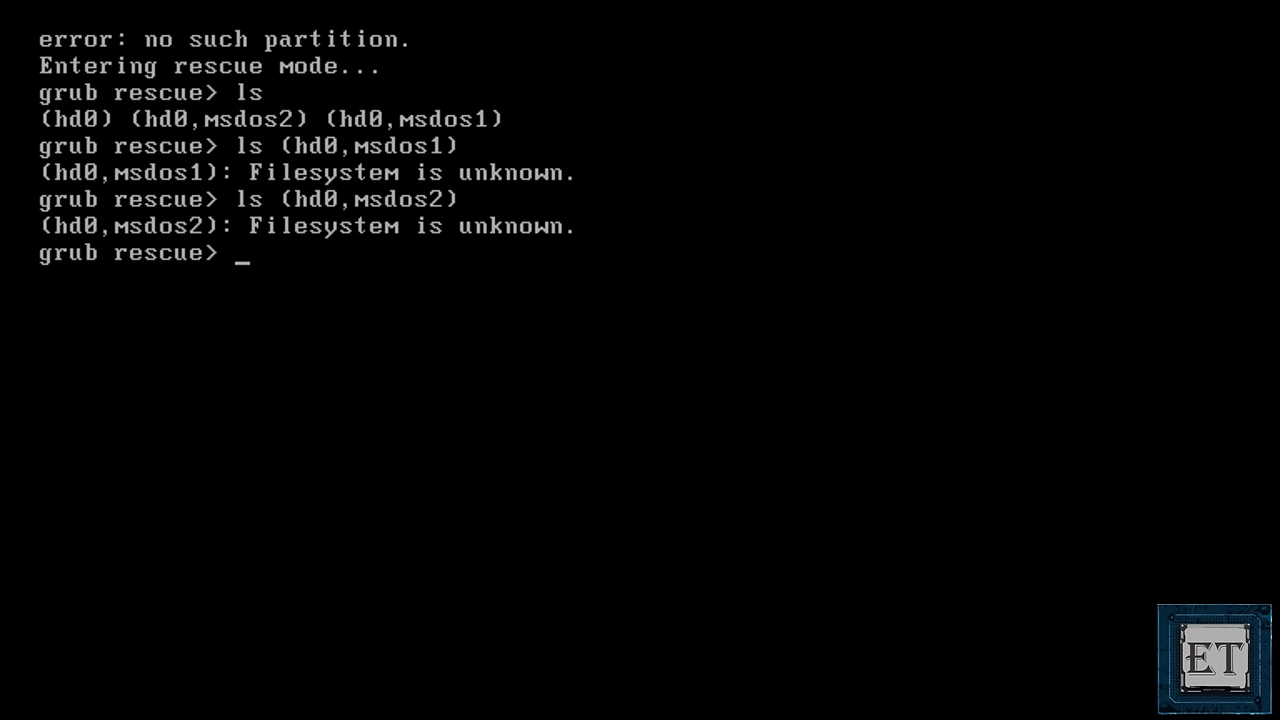 error: no such partition.
Entering rescue mode...
grub rescue> ls
(hd0) (hd0,msdos2) (hd0,msdos1)
grub rescue> ls (hd0,msdos1)
(hd0,msdos1): Filesystem is unknown.
grub rescue> ls (hd0,msdos2)
(hd0,msdos2): Filesystem is unknown.
grub rescue> _
ET